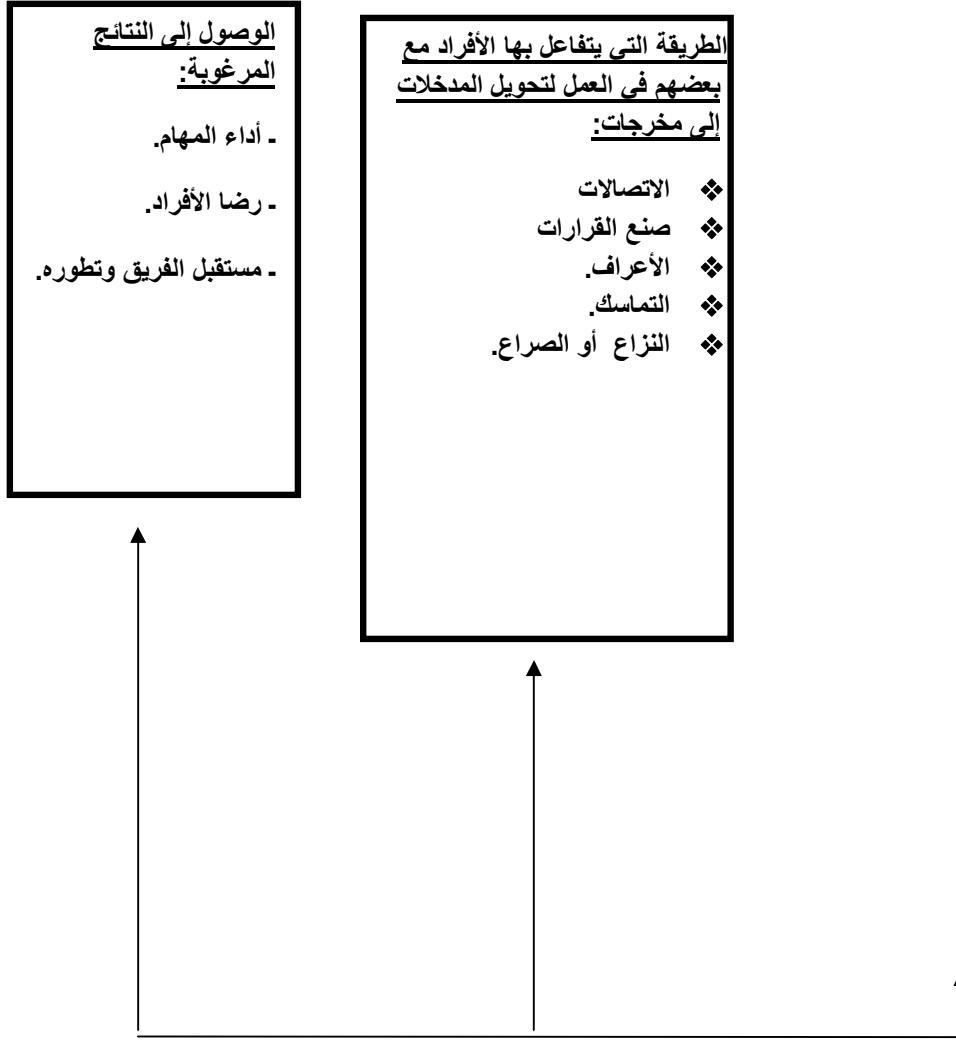 الطريقة التي يتفاعل بها الأفراد مع
بعضهم في العمل لتحويل المدخلات
إلى مخرجات:
❖ الاتصالات
❖ صنع القرارات
❖ الأعراف.
❖ التماسك.
❖ النزاع أو الصراع.
الوصول إلى النتائج
المرغوبة:
- أداء المهام.
- رضا الأفراد.
- مستقبل الفريق وتطوره.